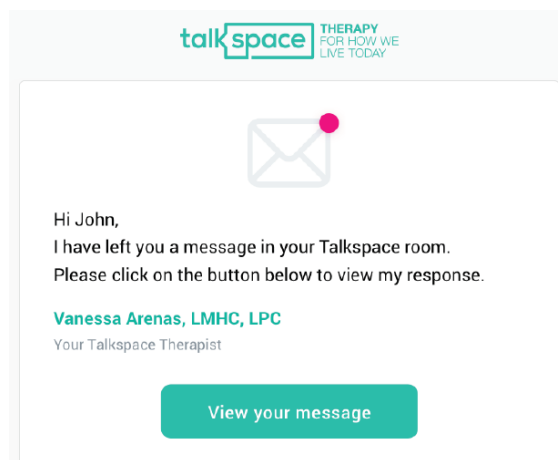 talkspace
THERAPY
FOR HOW WE
LIVE TODAY
Hi John,
I have left you a message in your Talkspace room.
Please click on the button below to view my response.
Vanessa Arenas, LMHC, LPC
Your Talkspace Therapist
View your message